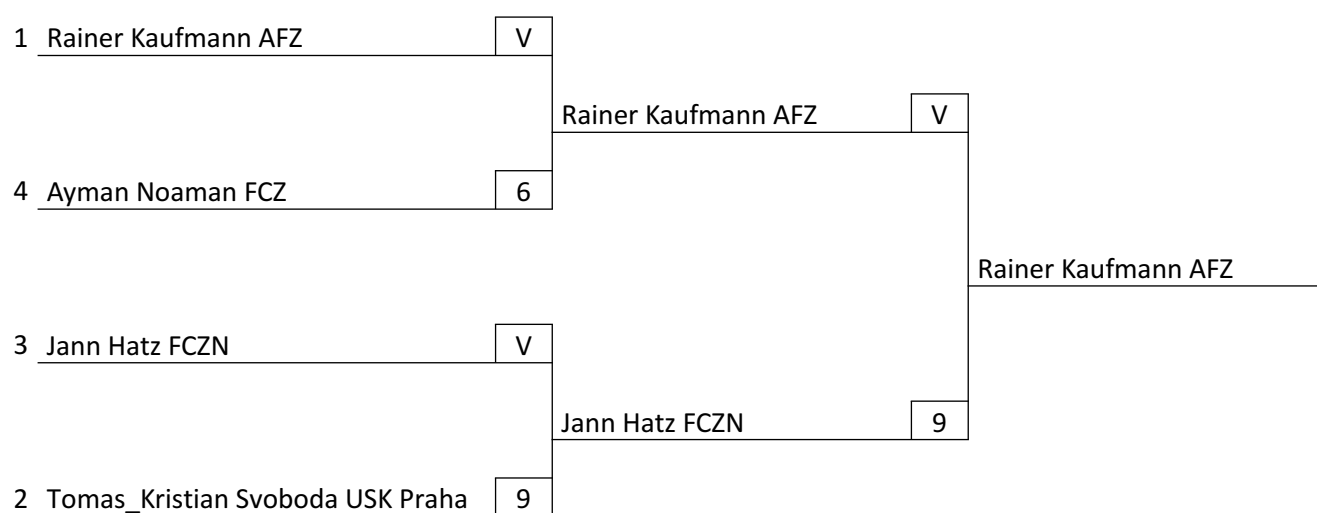 1 Rainer Kaufmann AFZ V
Rainer Kaufmann AFZ V
4 Ayman Noaman FCZ 6
Rainer Kaufmann AFZ
3 Jann Hatz FCZN V
Jann Hatz FCZN 9
2 Tomas_Kristian Svoboda USK Praha 9